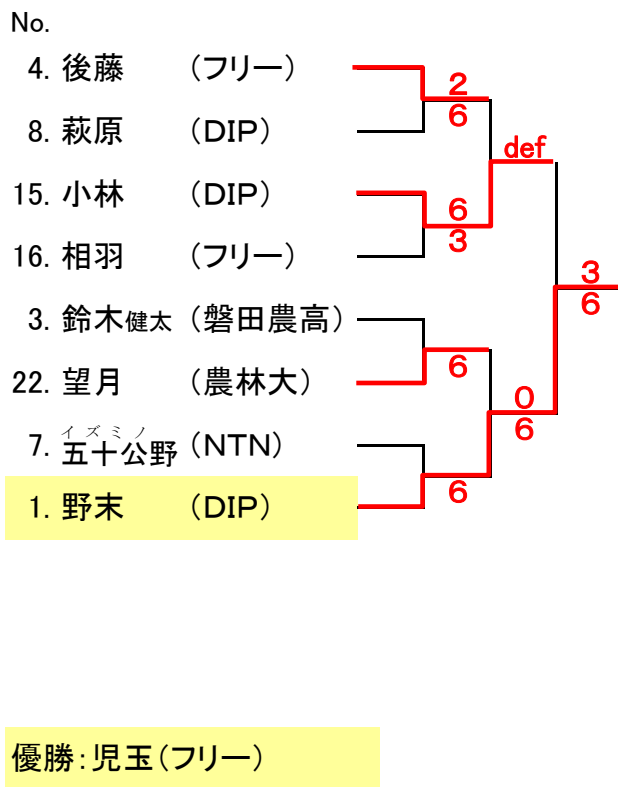 No.
4. 後藤 （フリー）
2
6
8. 萩原 （DIP）
def
15. 小林 （DIP）
6
3
16. 相羽 （フリー）
3
6
3. 鈴木健太 （磐田農高）
6
22. 望月 （農林大）
0
6
イズミノ
7. 五十公野 （NTN）
6
1. 野末 （DIP）
優勝：児玉（フリー）